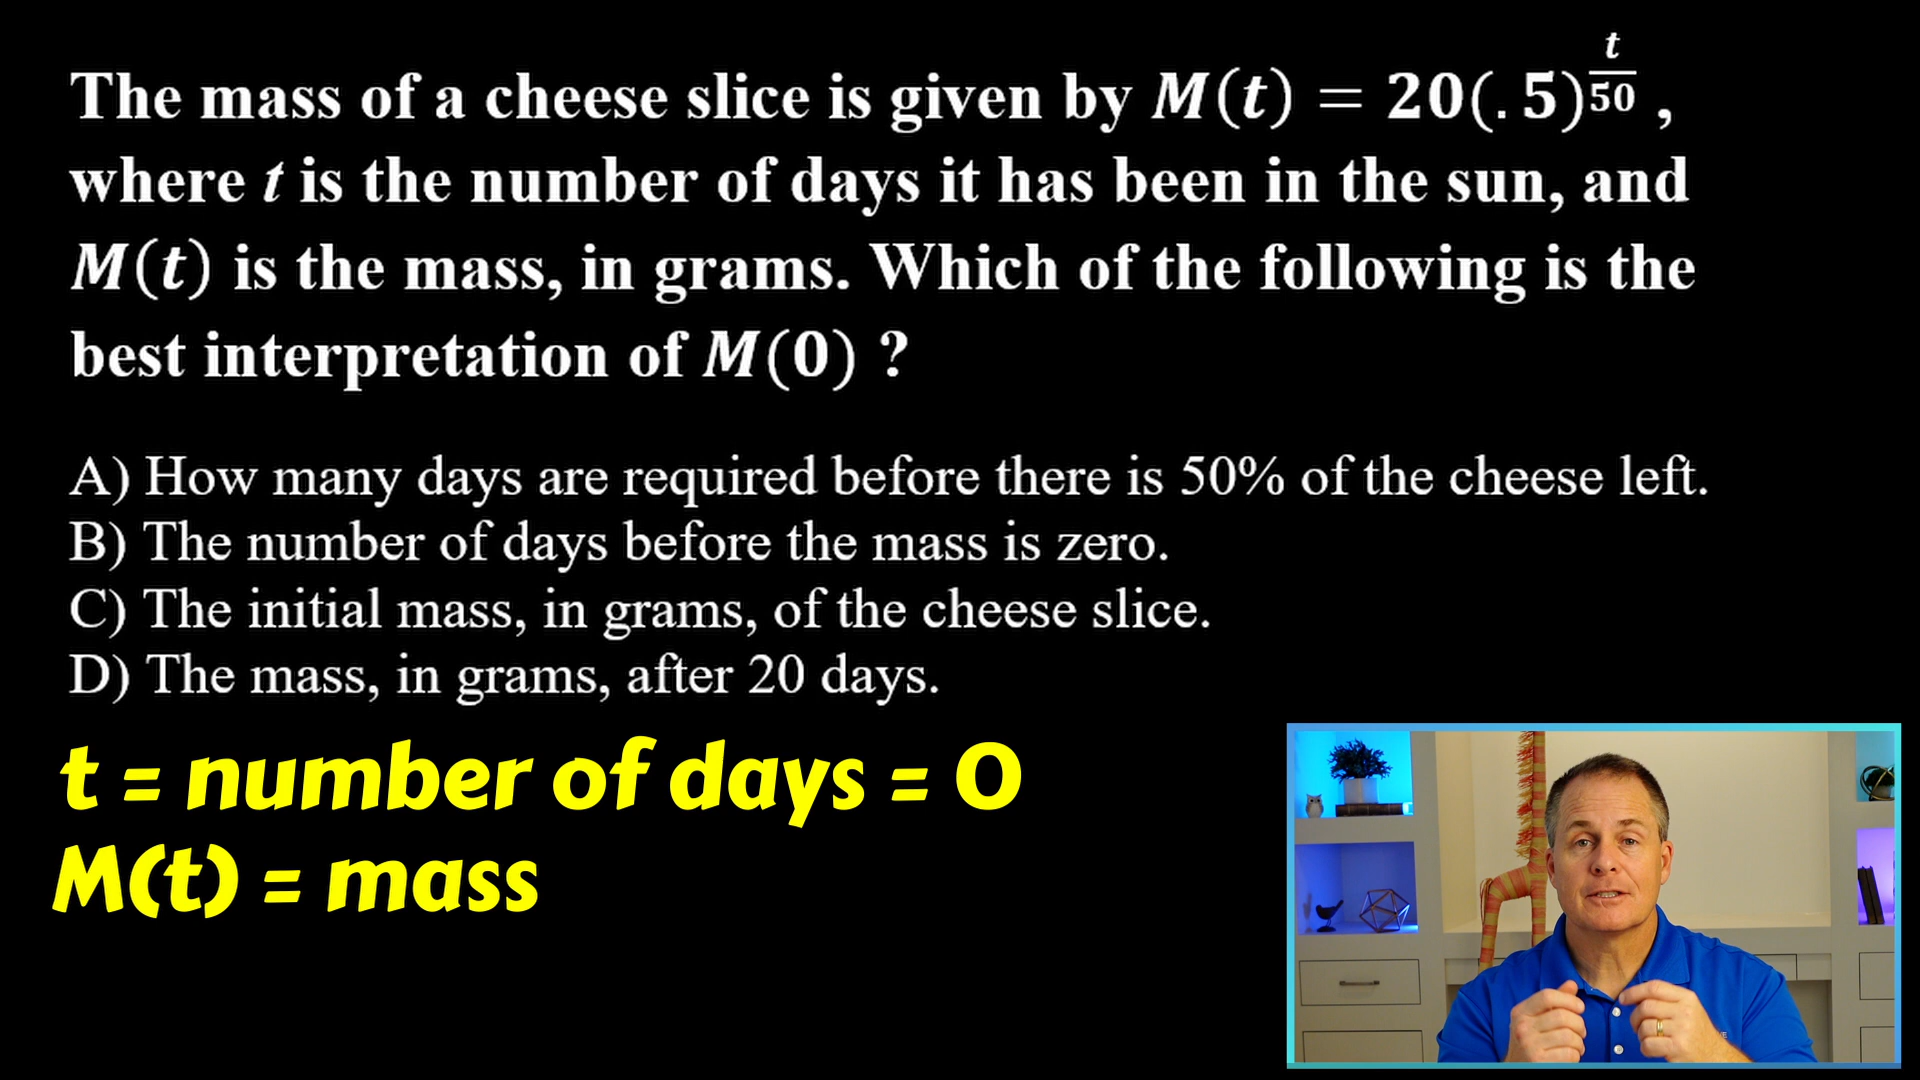 The mass of a cheese slice is given by M(t) = 20(.5)^(t/50) ,
where t is the number of days it has been in the sun, and
M(t) is the mass, in grams. Which of the following is the
best interpretation of M(0) ?
A) How many days are required before there is 50% of the cheese left.
B) The number of days before the mass is zero.
C) The initial mass, in grams, of the cheese slice.
D) The mass, in grams, after 20 days.
t = number of days = 0
M(t) = mass